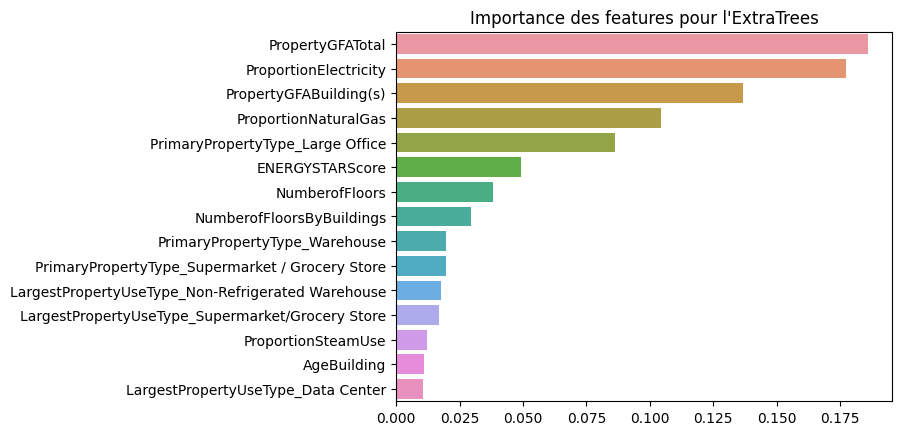 Importance des features pour l'ExtraTrees
PropertyGFATotal
ProportionElectricity
PropertyGFABuilding(s)
ProportionNaturalGas
PrimaryPropertyType_Large Office
ENERGYSTARScore
NumberofFloors
NumberofFloorsByBuildings
PrimaryPropertyType_Warehouse
PrimaryPropertyType_Supermarket / Grocery Store
LargestPropertyUseType_Non-Refrigerated Warehouse
LargestPropertyUseType_Supermarket/Grocery Store
ProportionSteamUse
AgeBuilding
LargestPropertyUseType_Data Center
0.000 0.025 0.050 0.075 0.100 0.125 0.150 0.175